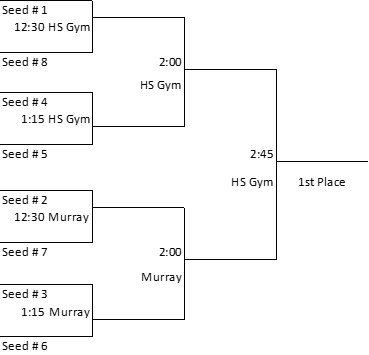 Seed # 1
12:30 HS Gym
Seed # 8
2:00
HS Gym
Seed # 4
1:15 HS Gym
Seed # 5
2:45
HS Gym
1st Place
Seed # 2
12:30 Murray
Seed # 7
2:00
Murray
Seed # 3
1:15 Murray
Seed # 6